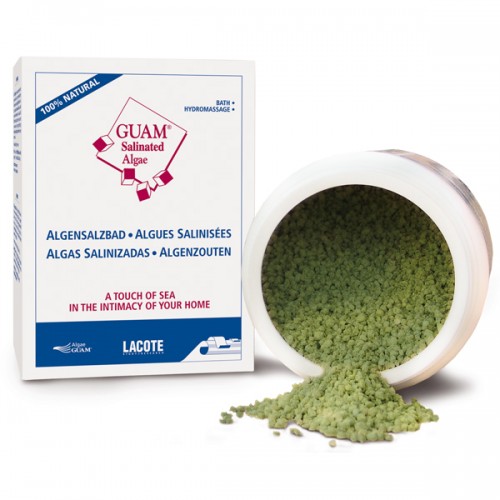 100% NATURAL
BATH •
HYDROMASSAGE •
GUAM®
Salinated
Algae
ALGENSALZBAD • ALGUES SALINISÉES
ALGAS SALINIZADAS • ALGENZOUTEN
A TOUCH OF SEA
IN THE INTIMACY OF YOUR HOME
Algae
GUAM®
LACOTE